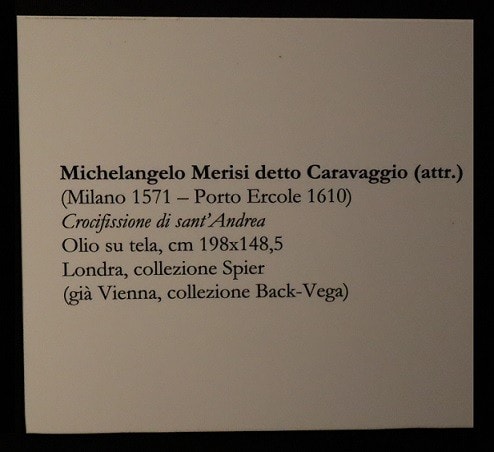 Michelangelo Merisi detto Caravaggio (attr.)
(Milano 1571 – Porto Ercole 1610)
Crocifissione di sant'Andrea
Olio su tela, cm 198x148,5
Londra, collezione Spier
(già Vienna, collezione Back-Vega)